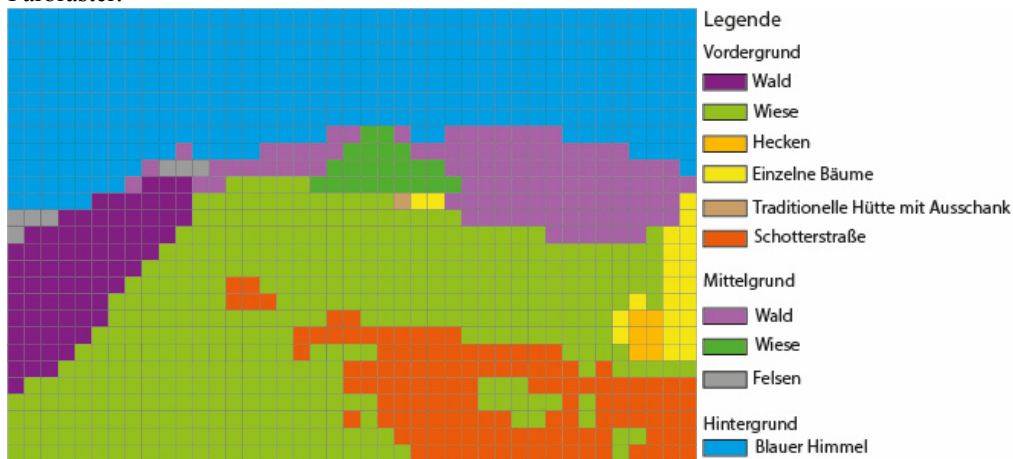 Farbraster.
Legende
Vordergrund
Wald
Wiese
Hecken
Einzelne Bäume
Traditionelle Hütte mit Ausschank
Schotterstraße
Mittelgrund
Wald
Wiese
Felsen
Hintergrund
Blauer Himmel